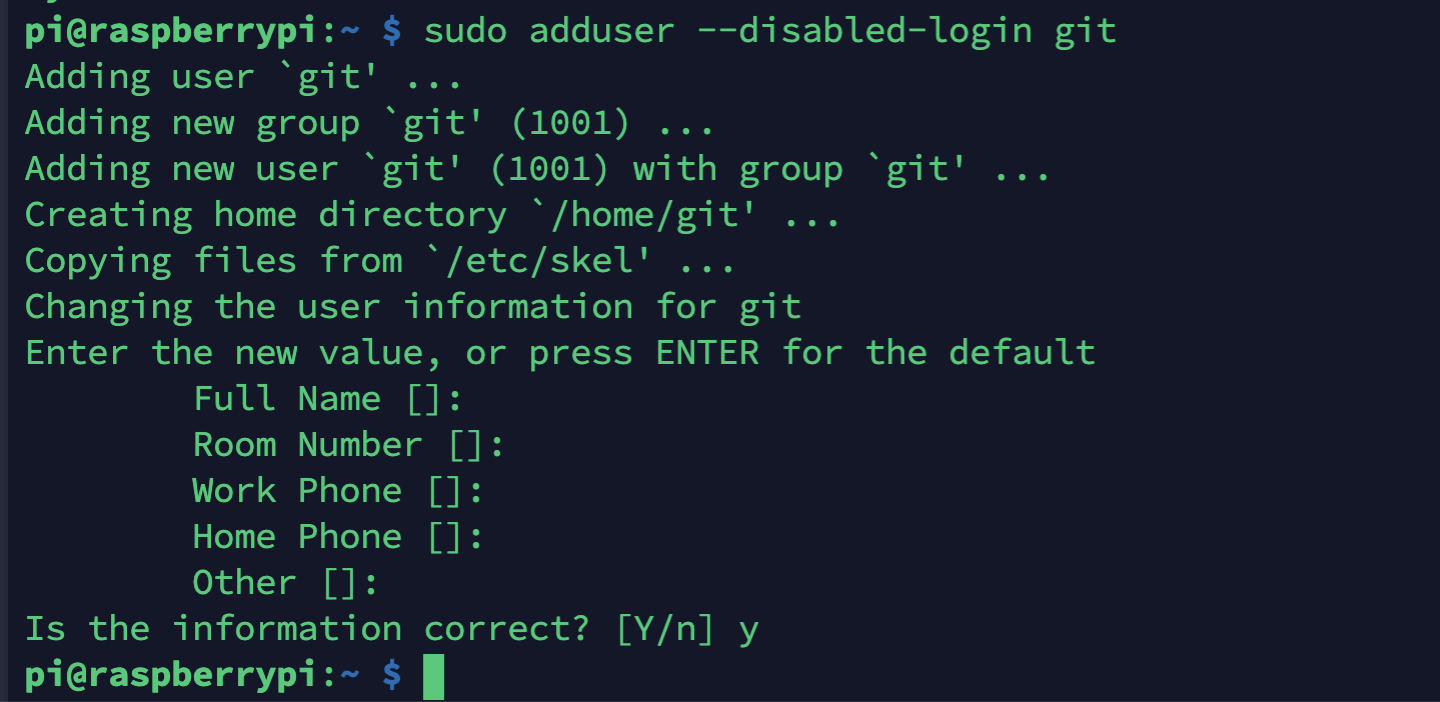 pi@raspberrypi:~ $ sudo adduser --disabled-login git
Adding user `git' ...
Adding new group `git' (1001) ...
Adding new user `git' (1001) with group `git' ...
Creating home directory `/home/git' ...
Copying files from `/etc/skel' ...
Changing the user information for git
Enter the new value, or press ENTER for the default
        Full Name []:
        Room Number []:
        Work Phone []:
        Home Phone []:
        Other []:
Is the information correct? [Y/n] y
pi@raspberrypi:~ $